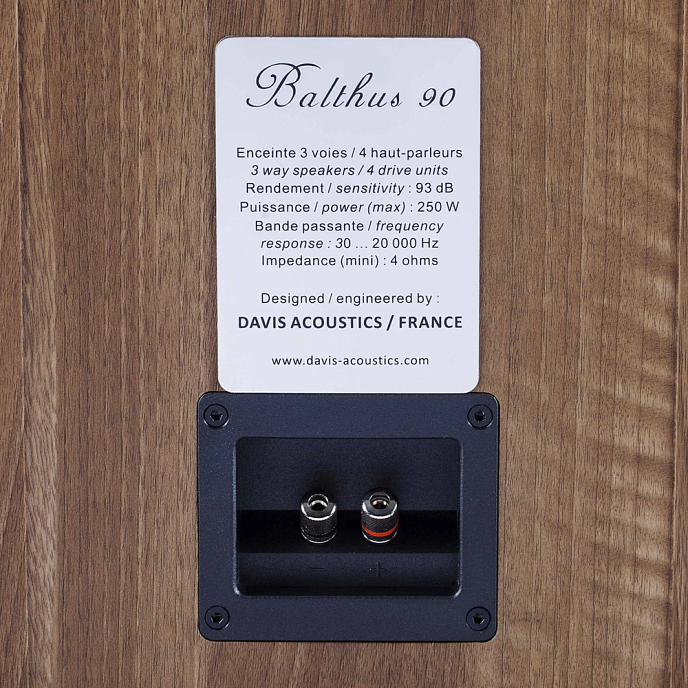 Balthus 90
Enceinte 3 voies / 4 haut-parleurs
3 way speakers / 4 drive units
Rendement / sensitivity : 93 dB
Puissance / power (max) : 250 W
Bande passante / frequency
response : 30 ... 20 000 Hz
Impedance (mini) : 4 ohms
Designed / engineered by :
DAVIS ACOUSTICS / FRANCE
www.davis-acoustics.com
− +